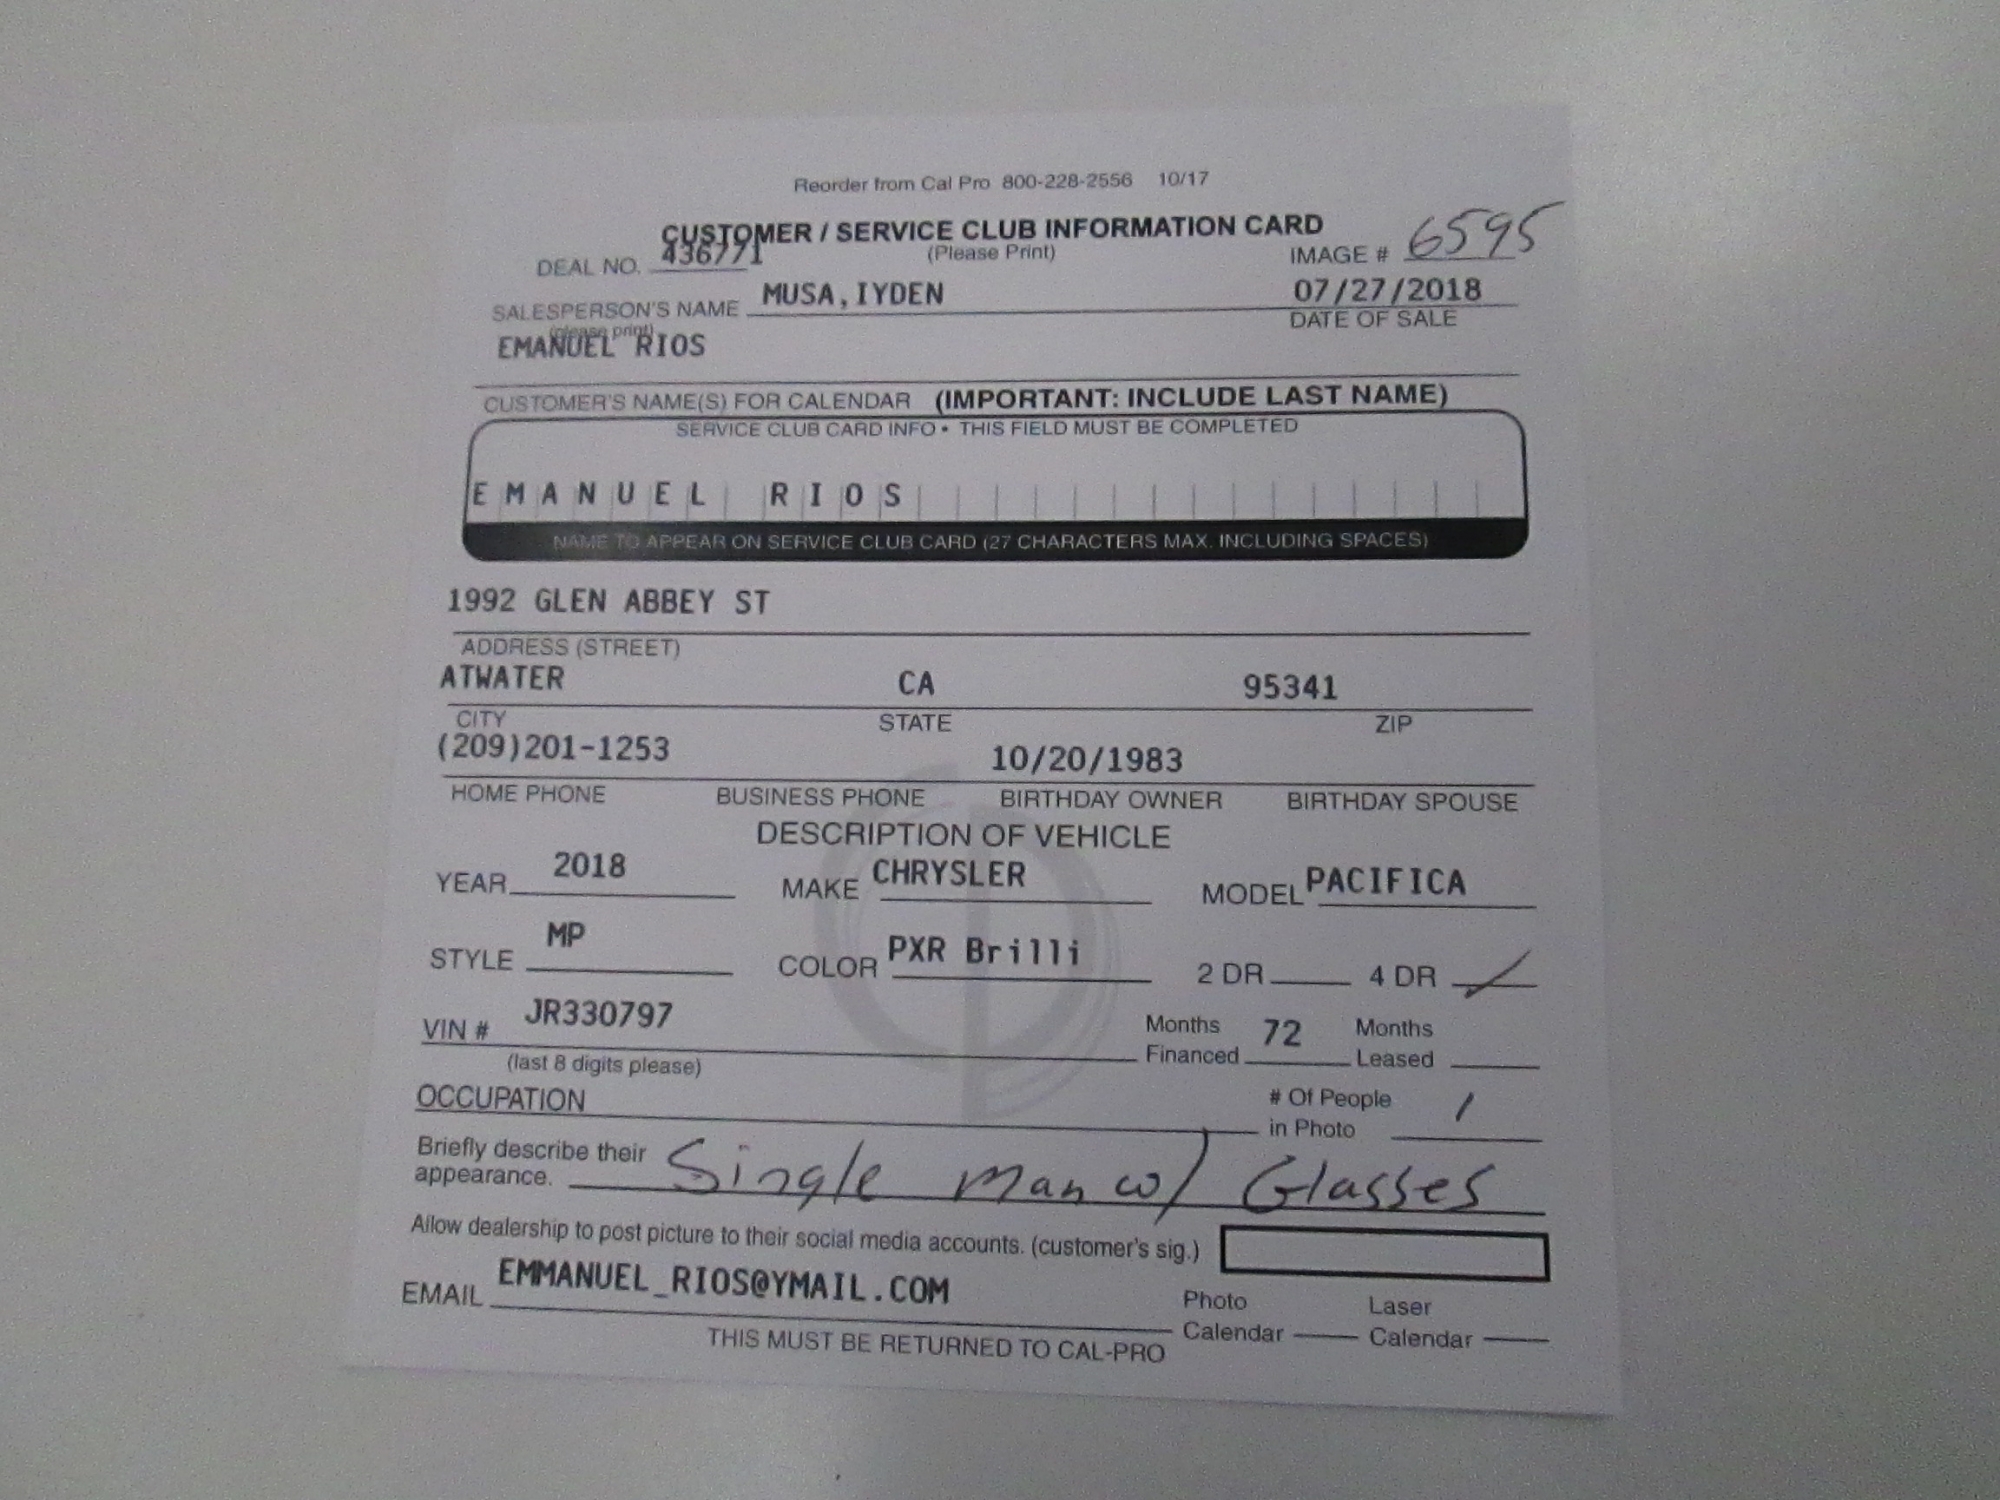 Reorder from Cal Pro 800-228-2556 10/17
CUSTOMER / SERVICE CLUB INFORMATION CARD
(Please Print)
DEAL NO. 436771
IMAGE # 6595
SALESPERSON'S NAME MUSA, IYDEN 07/27/2018
(please print) DATE OF SALE
EMANUEL RIOS
CUSTOMER'S NAME(S) FOR CALENDAR (IMPORTANT: INCLUDE LAST NAME)
SERVICE CLUB CARD INFO • THIS FIELD MUST BE COMPLETED
EMANUEL RIOS
NAME TO APPEAR ON SERVICE CLUB CARD (27 CHARACTERS MAX. INCLUDING SPACES)
1992 GLEN ABBEY ST
ADDRESS (STREET)
ATWATER CA 95341
CITY STATE ZIP
(209)201-1253 10/20/1983
HOME PHONE BUSINESS PHONE BIRTHDAY OWNER BIRTHDAY SPOUSE
DESCRIPTION OF VEHICLE
YEAR 2018 MAKE CHRYSLER MODEL PACIFICA
STYLE MP COLOR PXR Brilli 2 DR 4 DR
VIN # JR330797 Months Financed 72 Months Leased
(last 8 digits please)
OCCUPATION # Of People in Photo 1
Briefly describe their appearance. Single man w/ Glasses
Allow dealership to post picture to their social media accounts. (customer's sig.)
EMAIL EMMANUEL_RIOS@YMAIL.COM Photo Calendar Laser Calendar
THIS MUST BE RETURNED TO CAL-PRO